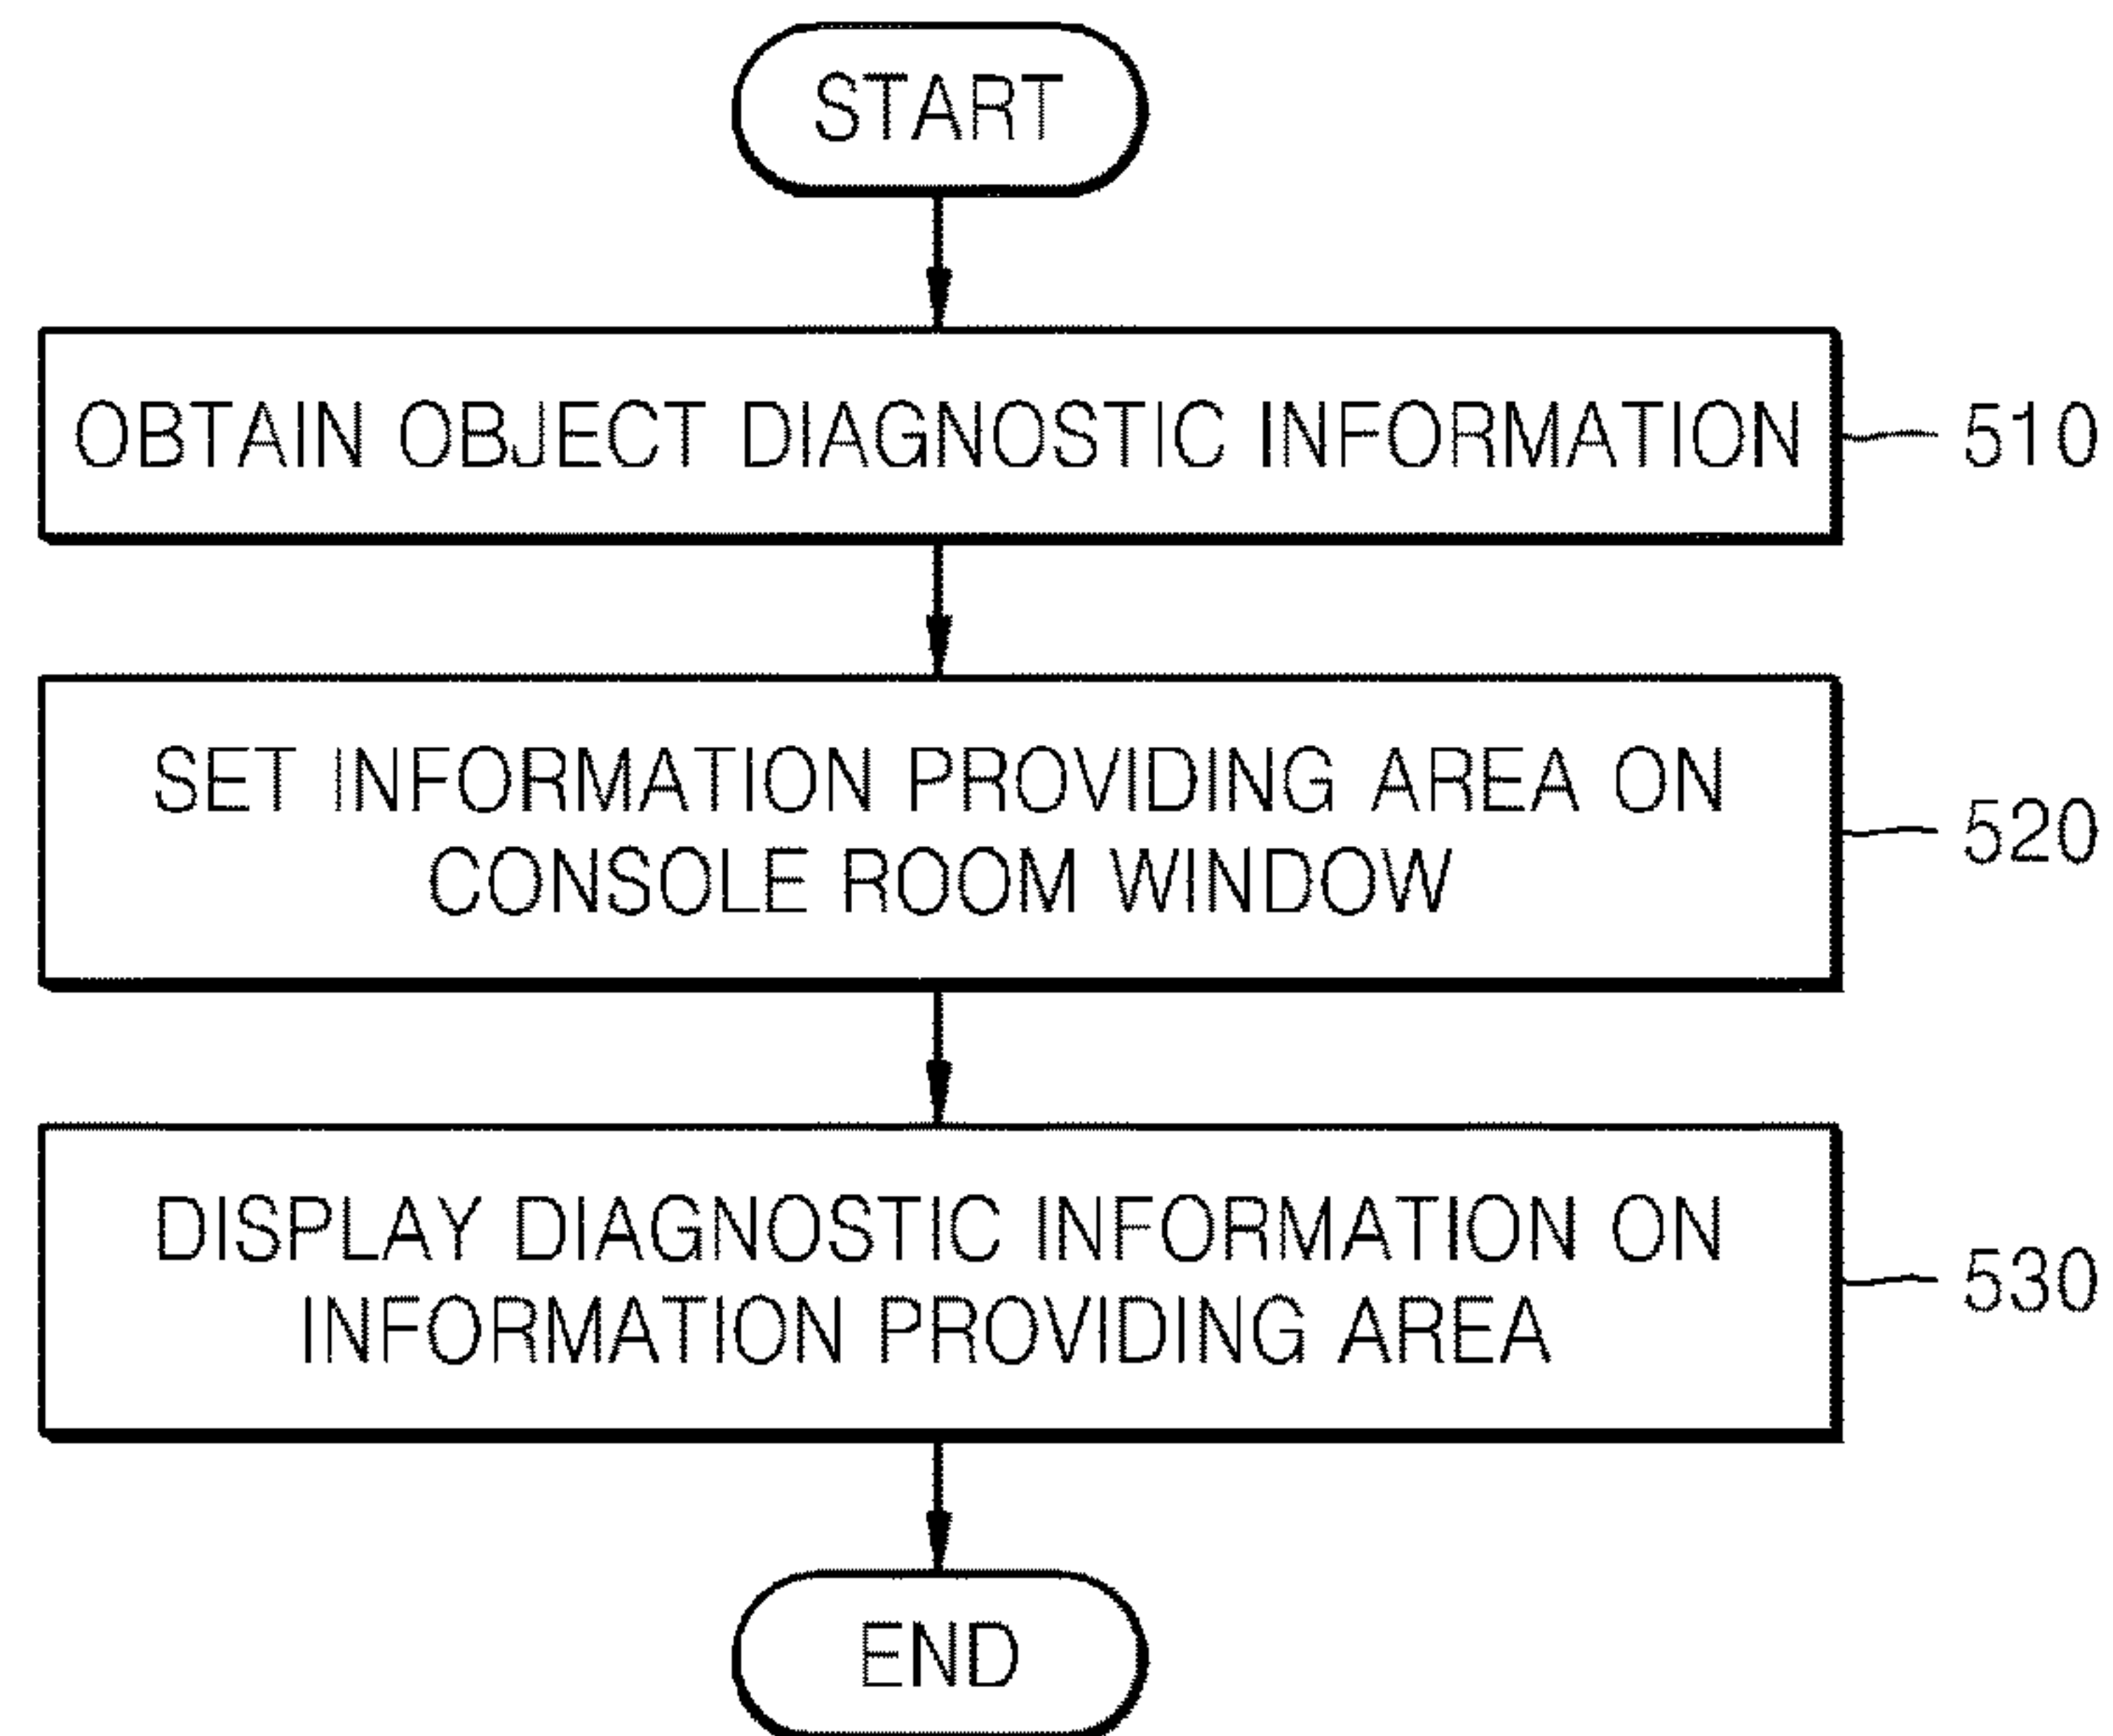 START
OBTAIN OBJECT DIAGNOSTIC INFORMATION
510
SET INFORMATION PROVIDING AREA ON
CONSOLE ROOM WINDOW
520
DISPLAY DIAGNOSTIC INFORMATION ON
INFORMATION PROVIDING AREA
530
END